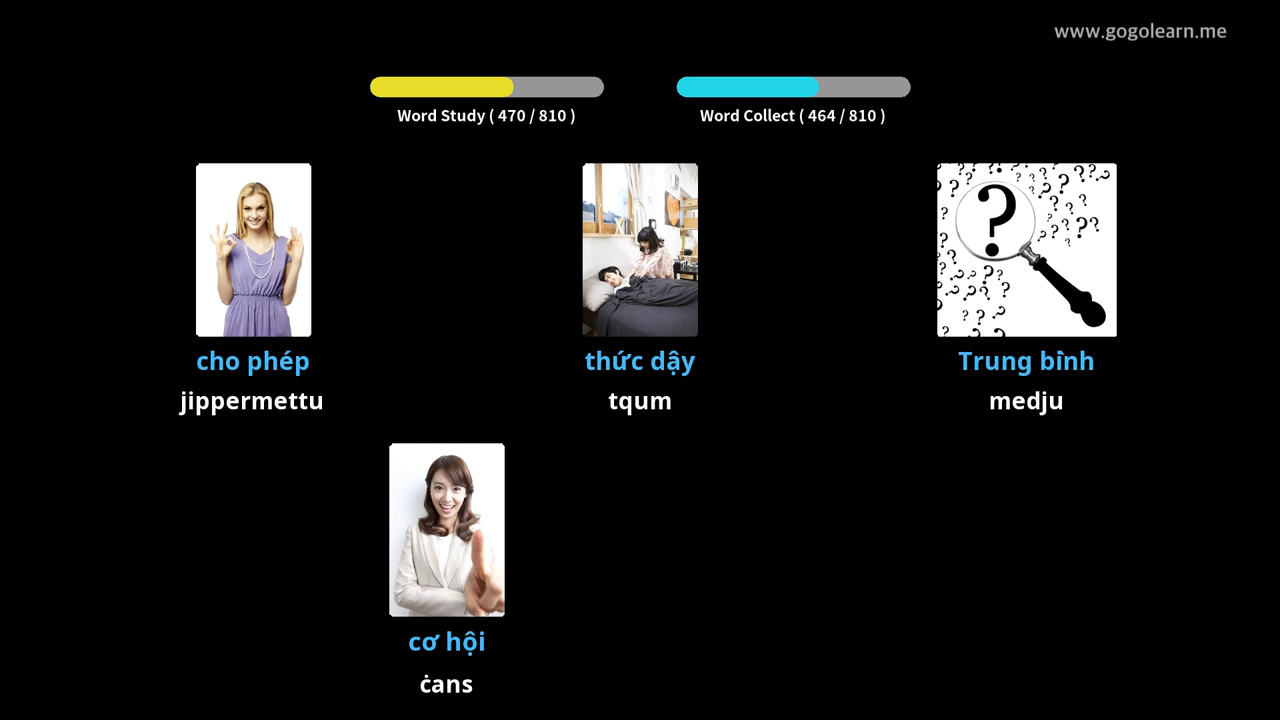 www.gogolearn.me
Word Study ( 470 / 810 )
Word Collect ( 464 / 810 )
cho phép
thức dậy
Trung bình
jippermettu
tqum
medju
cơ hội
ċans